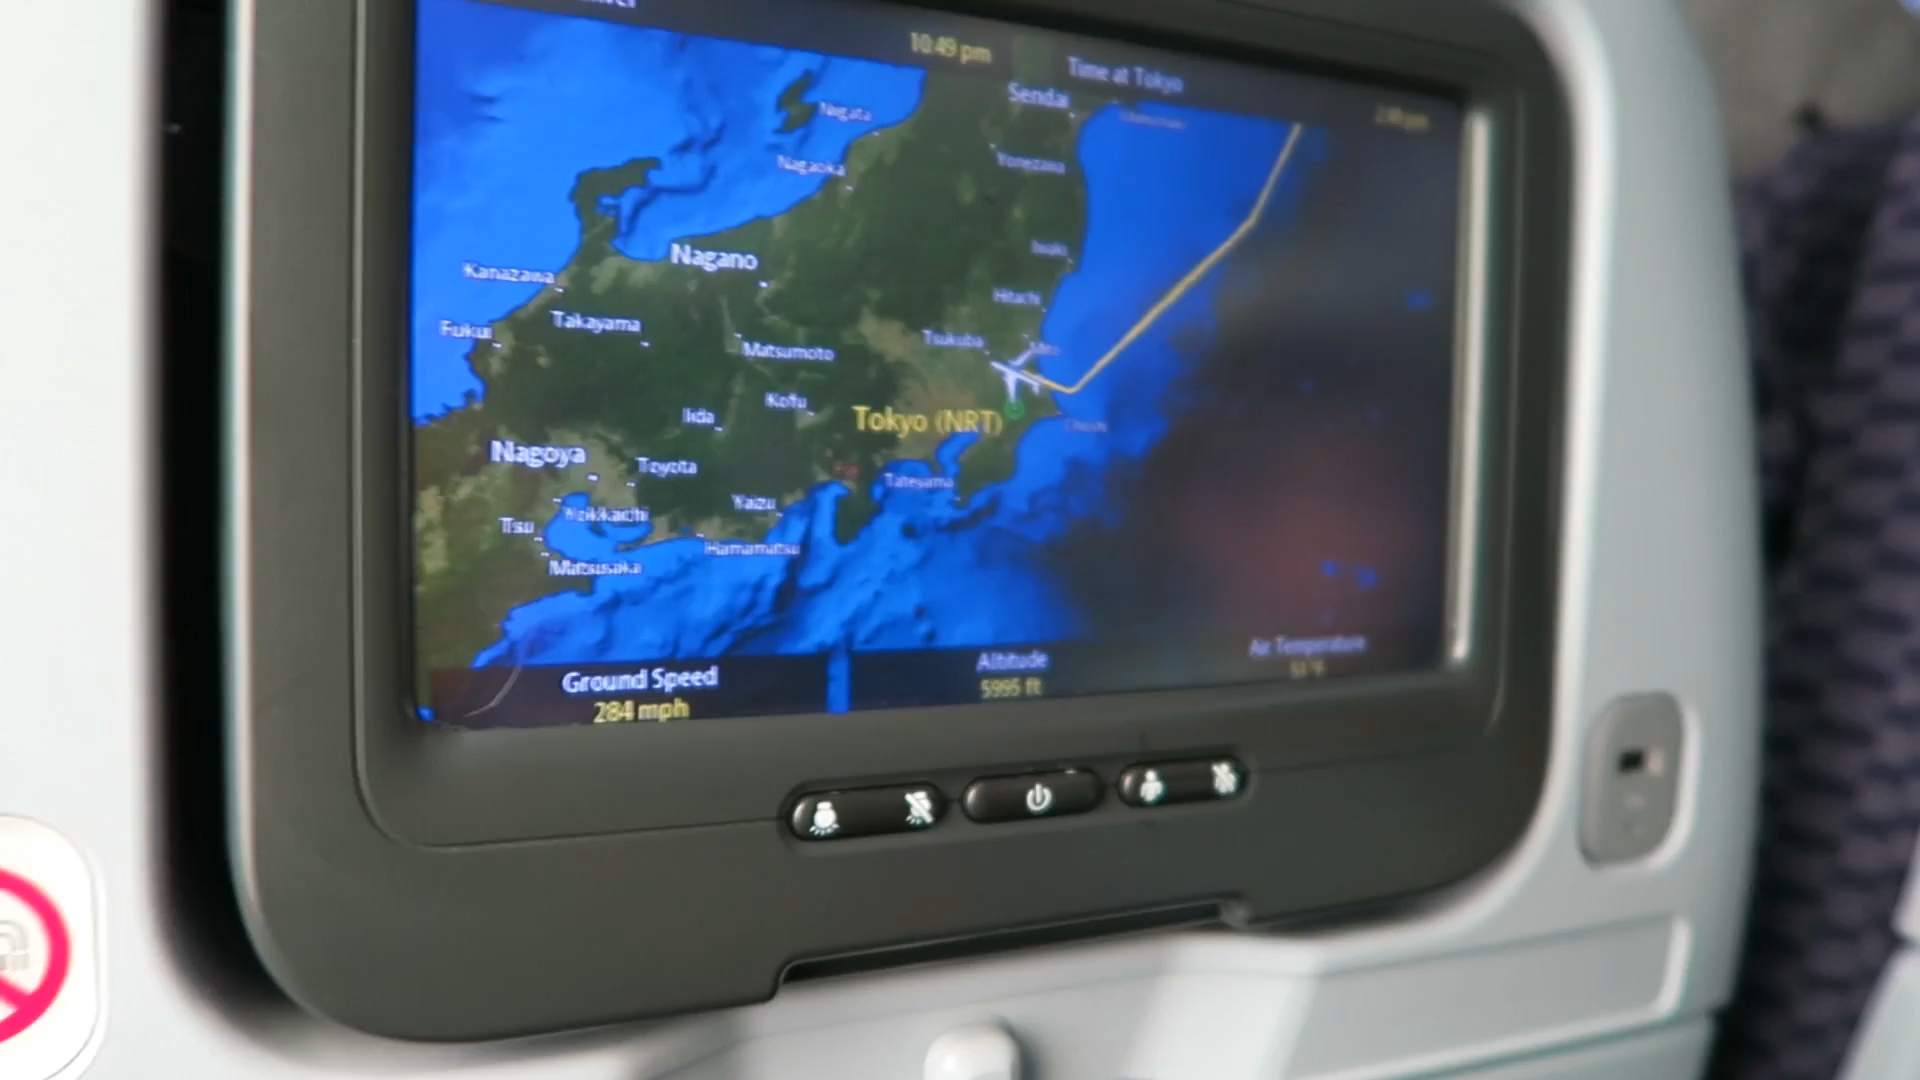 10:49 pm
Time at Tokyo
Sendai
Niigata
Nagaoka
Yonezawa
Iwaki
Nagano
Kanazawa
Hitachi
Fukui
Takayama
Matsumoto
Tsukuba
Mito
Iida
Kofu
Tokyo (NRT)
Choshi
Nagoya
Toyota
Tateyama
Yaizu
Tsu
Yokkaichi
Hamamatsu
Matsusaka
Ground Speed
284 mph
Altitude
5995 ft
Air Temperature